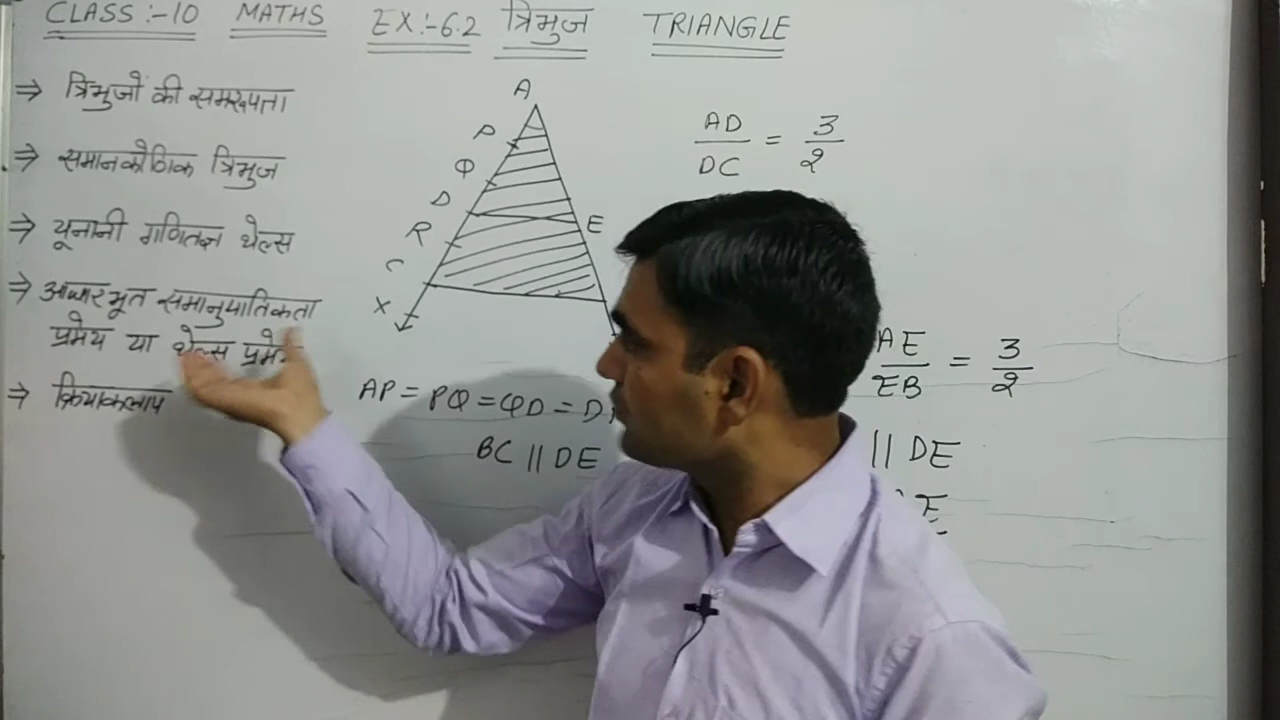 CLASS :- 10 MATHS EX:-6.2 त्रिभुज TRIANGLE
⇒ त्रिभुजों की समरूपता
⇒ समानकोणिक त्रिभुज
⇒ यूनानी गणितज्ञ थेल्स
⇒ आधारभूत समानुपातिकता
प्रमेय या थेल्स
⇒ क्रियाकलाप
A
P
Q
D
E
R
C
X
AD/DC = 3/2
AE/EB = 3/2
AP = PQ = QD = D
BC || DE
|| DE
E